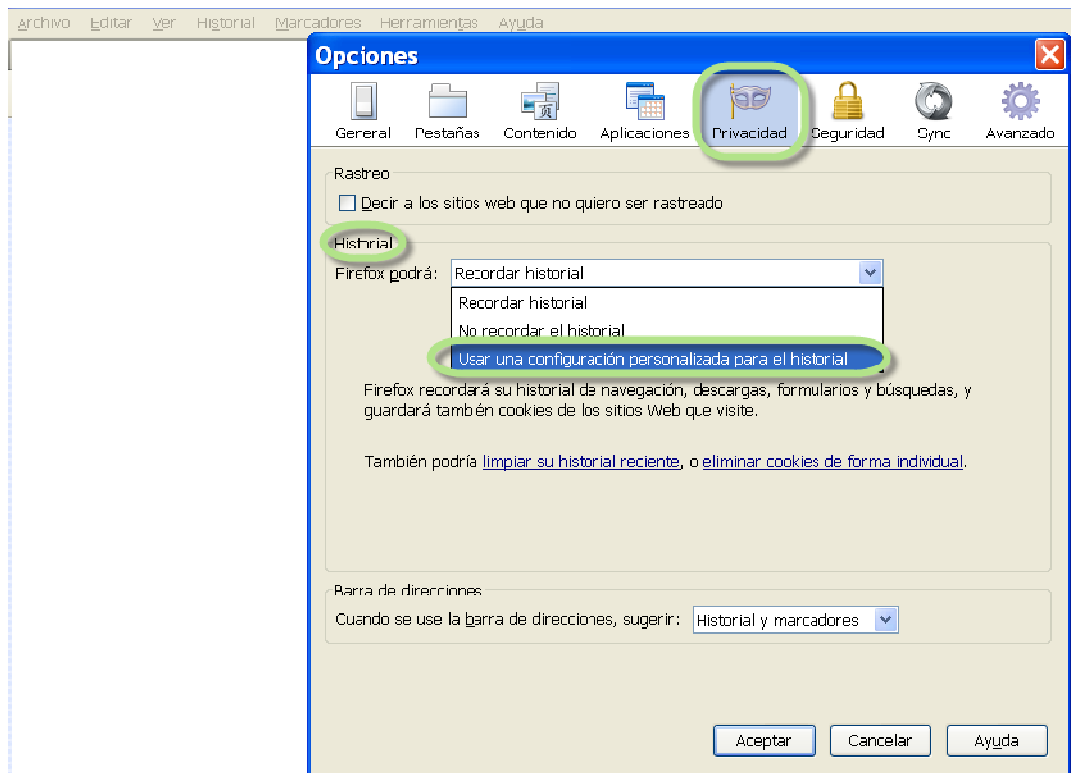 Archivo Editar Ver Historial Marcadores Herramientas Ayuda
Opciones
General Pestañas Contenido Aplicaciones Privacidad Seguridad Sync Avanzado
Rastreo
Decir a los sitios web que no quiero ser rastreado
Historial
Firefox podrá: Recordar historial
Recordar historial
No recordar el historial
Usar una configuración personalizada para el historial
Firefox recordará su historial de navegación, descargas, formularios y búsquedas, y
guardará también cookies de los sitios Web que visite.
También podría limpiar su historial reciente, o eliminar cookies de forma individual.
Barra de direcciones
Cuando se use la barra de direcciones, sugerir: Historial y marcadores
Aceptar Cancelar Ayuda